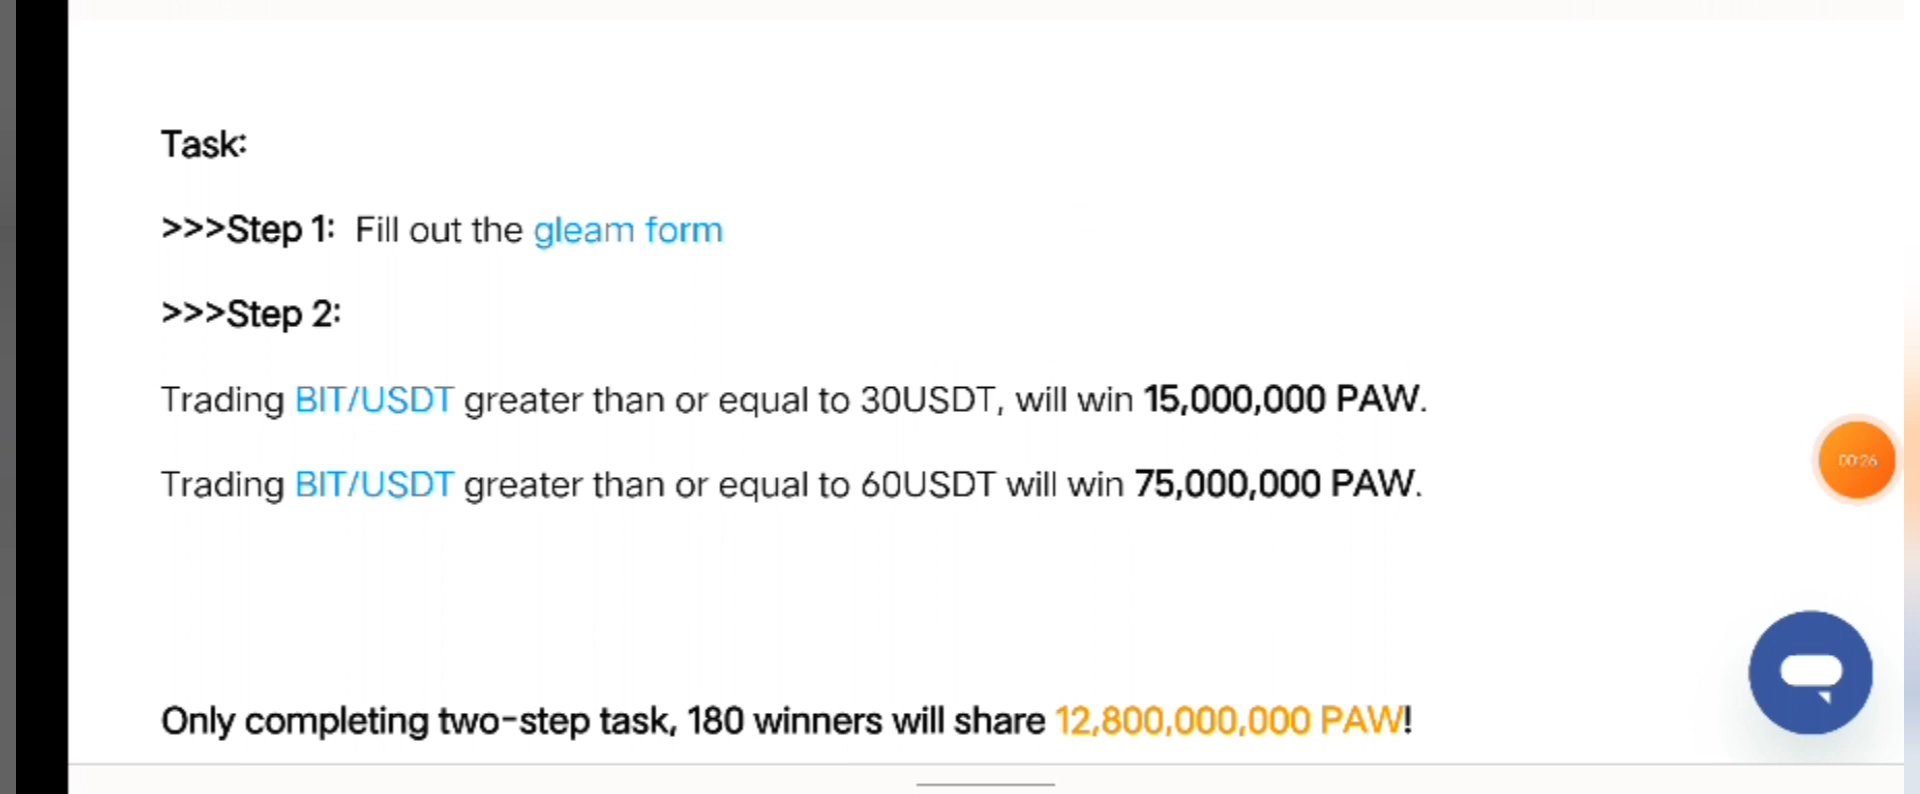 Task:
>>>Step 1: Fill out the gleam form
>>>Step 2:
Trading BIT/USDT greater than or equal to 30USDT, will win 15,000,000 PAW.
Trading BIT/USDT greater than or equal to 60USDT will win 75,000,000 PAW.
00:26
Only completing two-step task, 180 winners will share 12,800,000,000 PAW!